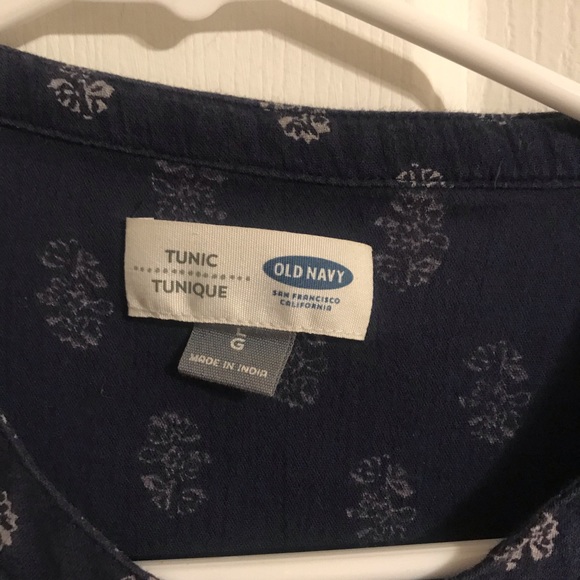 TUNIC
TUNIQUE
OLD NAVY
SAN FRANCISCO
CALIFORNIA
G
MADE IN INDIA